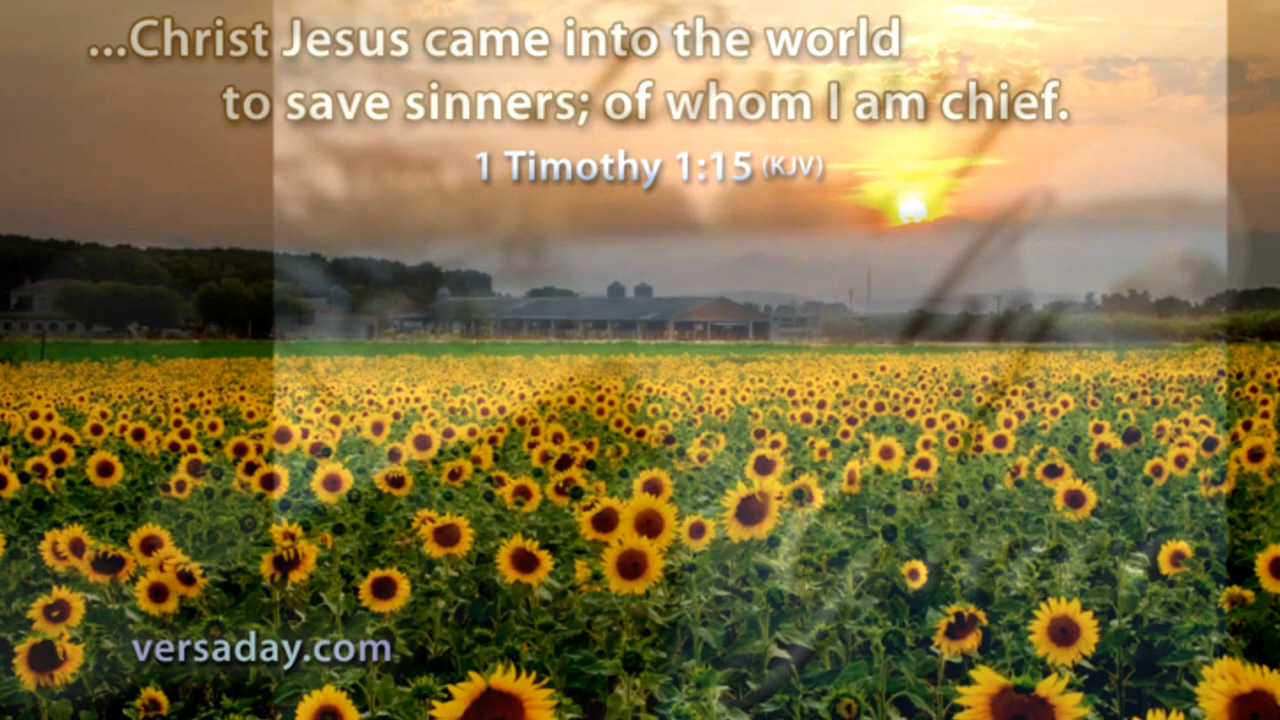 ...Christ Jesus came into the world
to save sinners; of whom I am chief.
1 Timothy 1:15 (KJV)
versaday.com